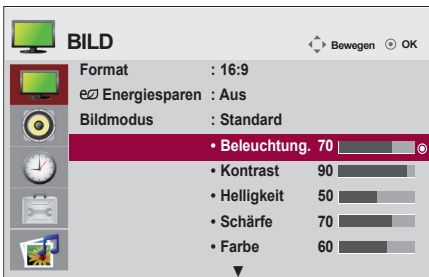 BILD
Bewegen OK
Format : 16:9
Energiesparen : Aus
Bildmodus : Standard
• Beleuchtung. 70
• Kontrast 90
• Helligkeit 50
• Schärfe 70
• Farbe 60